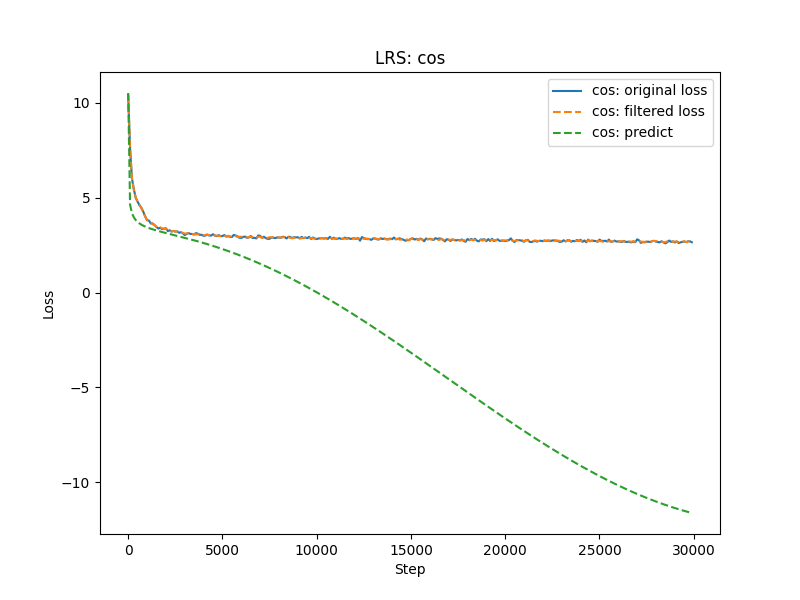 LRS: cos
cos: original loss
cos: filtered loss
cos: predict
10
5
0
−5
−10
Loss
0 5000 10000 15000 20000 25000 30000
Step